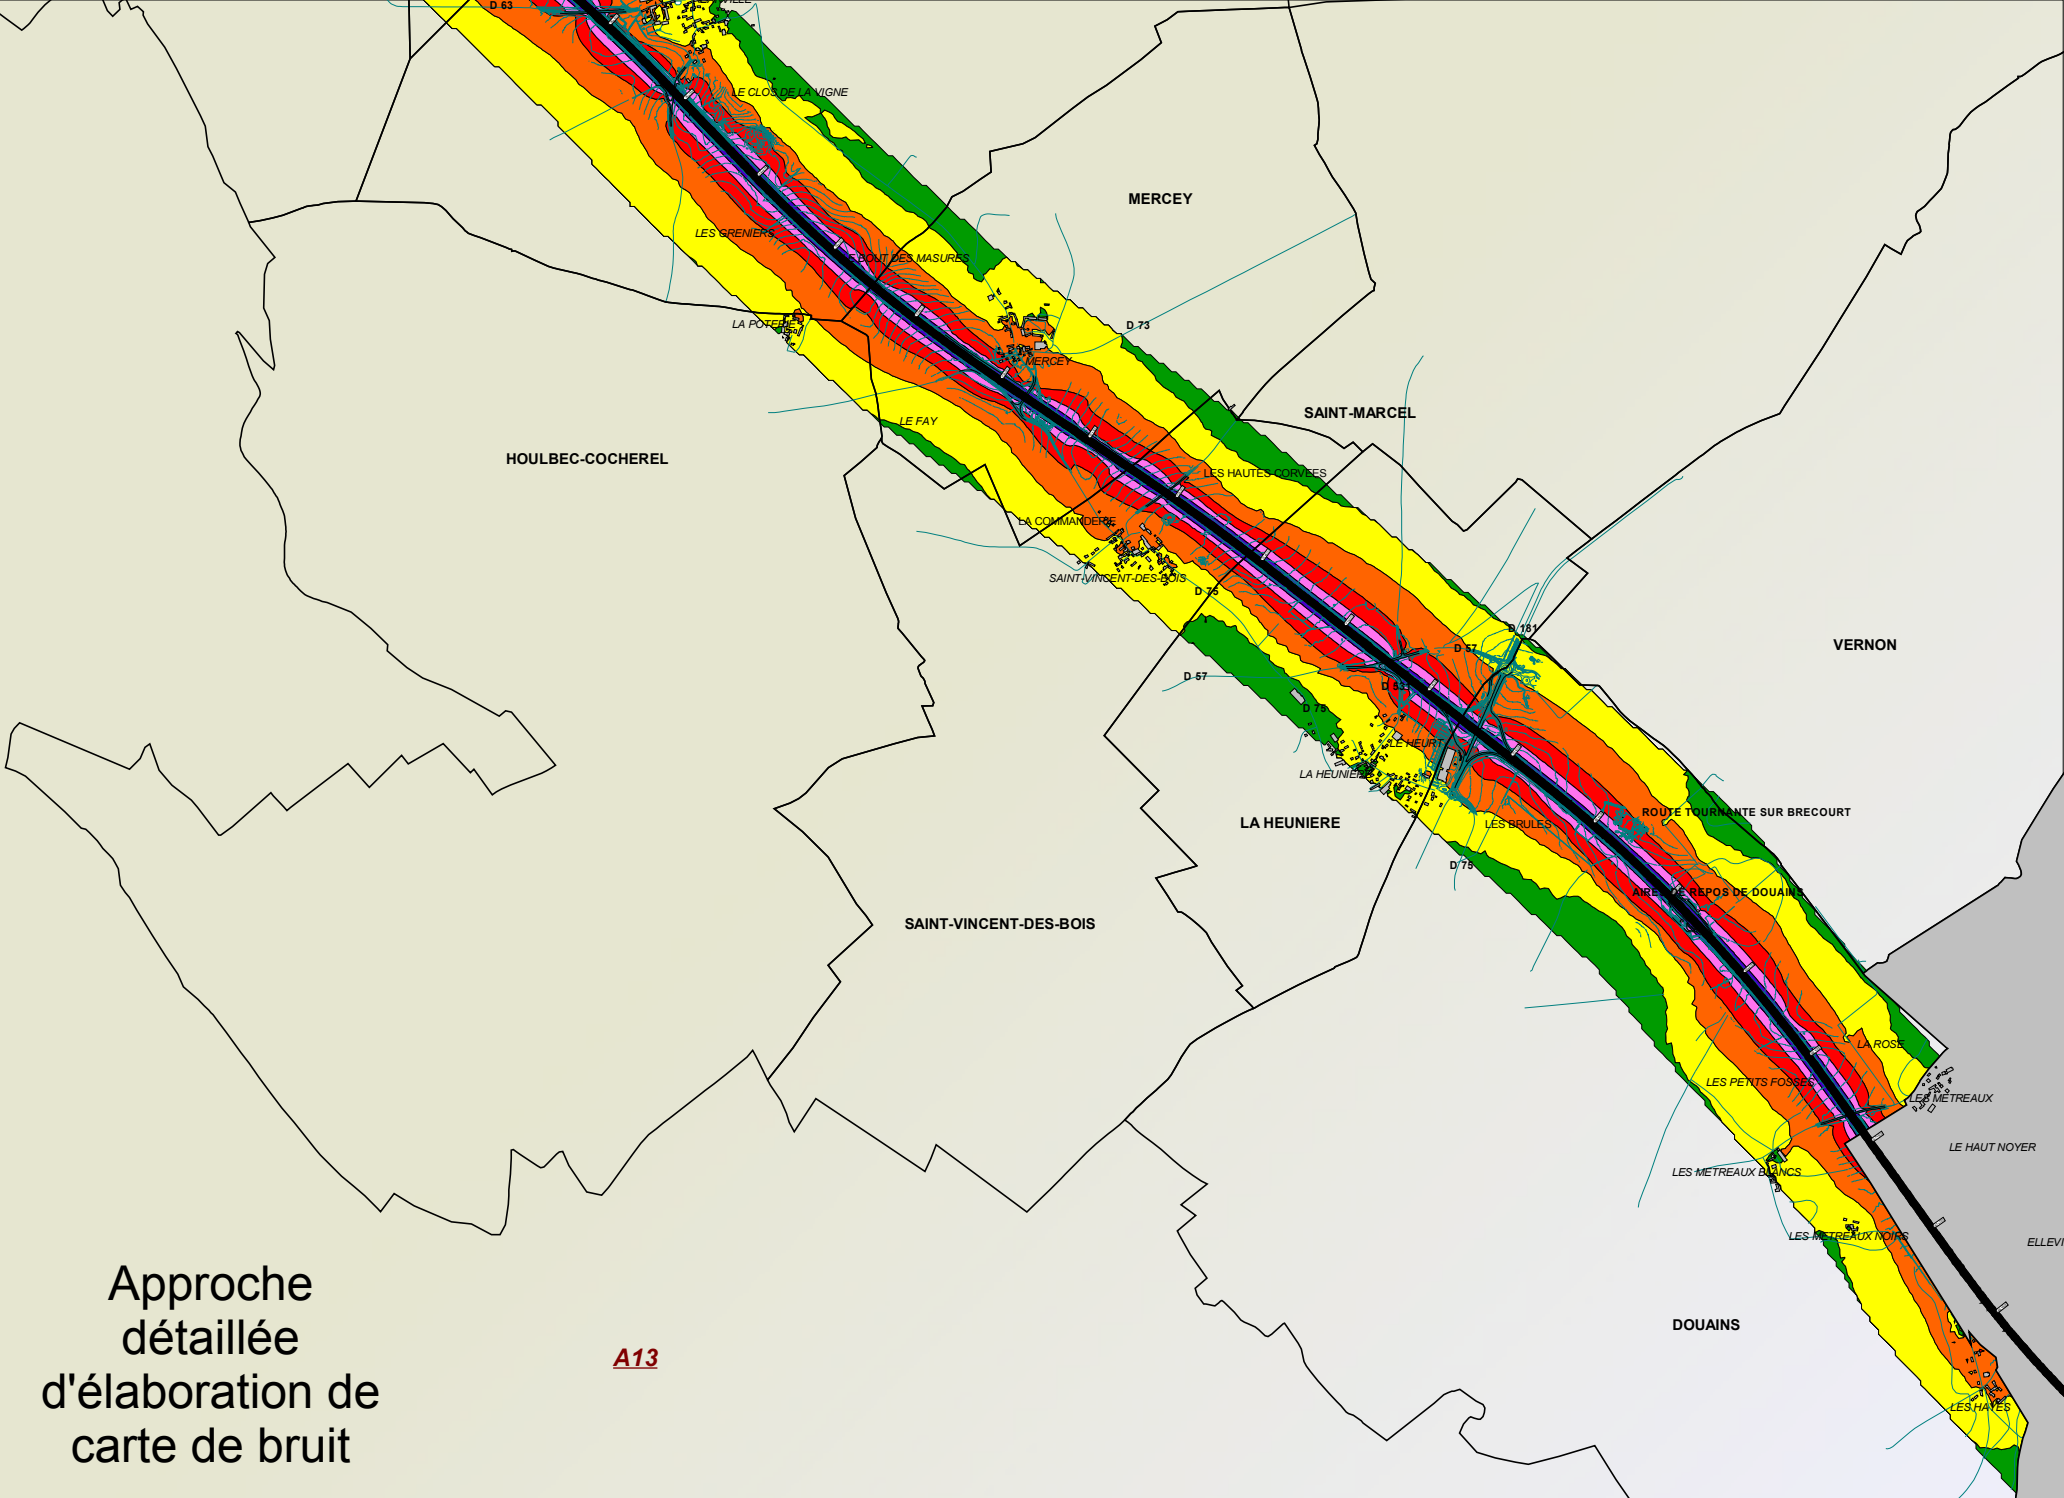 D 63
LE CLOS DE LA VIGNE
MERCEY
LES GRENIERS
BOUT DES MASURES
LA POTERIE
D 73
MERCEY
SAINT-MARCEL
LE FAY
HOULBEC-COCHEREL
LES HAUTES CORVEES
LA COMMANDERIE
SAINT-VINCENT-DES-BOIS
D 75
D 181
D 57
VERNON
D 57
D 75
LE HEURT
LA HEUNIERE
ROUTE TOURNANTE SUR BRECOURT
LA HEUNIERE
LES BRULES
D 75
AIRES DE REPOS DE DOUAINS
SAINT-VINCENT-DES-BOIS
LA ROSE
LES PETITS FOSSES
LES METREAUX
LE HAUT NOYER
LES METREAUX BLANCS
LES METREAUX NOIRS
ELLEVI
DOUAINS
LES HAYES
Approche
détaillée
d'élaboration de
carte de bruit
A13